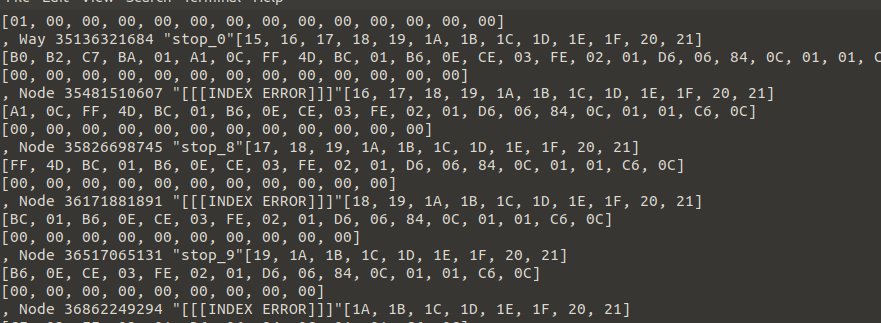 File Edit View Search Terminal Help
[01, 00, 00, 00, 00, 00, 00, 00, 00, 00, 00, 00, 00, 00]
, Way 35136321684 "stop_0"[15, 16, 17, 18, 19, 1A, 1B, 1C, 1D, 1E, 1F, 20, 21]
[B0, B2, C7, BA, 01, A1, 0C, FF, 4D, BC, 01, B6, 0E, CE, 03, FE, 02, 01, D6, 06, 84, 0C, 01, 01, C
[00, 00, 00, 00, 00, 00, 00, 00, 00, 00, 00, 00, 00]
, Node 35481510607 "[[[INDEX ERROR]]]"[16, 17, 18, 19, 1A, 1B, 1C, 1D, 1E, 1F, 20, 21]
[A1, 0C, FF, 4D, BC, 01, B6, 0E, CE, 03, FE, 02, 01, D6, 06, 84, 0C, 01, 01, C6, 0C]
[00, 00, 00, 00, 00, 00, 00, 00, 00, 00, 00, 00]
, Node 35826698745 "stop_8"[17, 18, 19, 1A, 1B, 1C, 1D, 1E, 1F, 20, 21]
[FF, 4D, BC, 01, B6, 0E, CE, 03, FE, 02, 01, D6, 06, 84, 0C, 01, 01, C6, 0C]
[00, 00, 00, 00, 00, 00, 00, 00, 00, 00, 00]
, Node 36171881891 "[[[INDEX ERROR]]]"[18, 19, 1A, 1B, 1C, 1D, 1E, 1F, 20, 21]
[BC, 01, B6, 0E, CE, 03, FE, 02, 01, D6, 06, 84, 0C, 01, 01, C6, 0C]
[00, 00, 00, 00, 00, 00, 00, 00, 00, 00]
, Node 36517065131 "stop_9"[19, 1A, 1B, 1C, 1D, 1E, 1F, 20, 21]
[B6, 0E, CE, 03, FE, 02, 01, D6, 06, 84, 0C, 01, 01, C6, 0C]
[00, 00, 00, 00, 00, 00, 00, 00, 00]
, Node 36862249294 "[[[INDEX ERROR]]]"[1A, 1B, 1C, 1D, 1E, 1F, 20, 21]